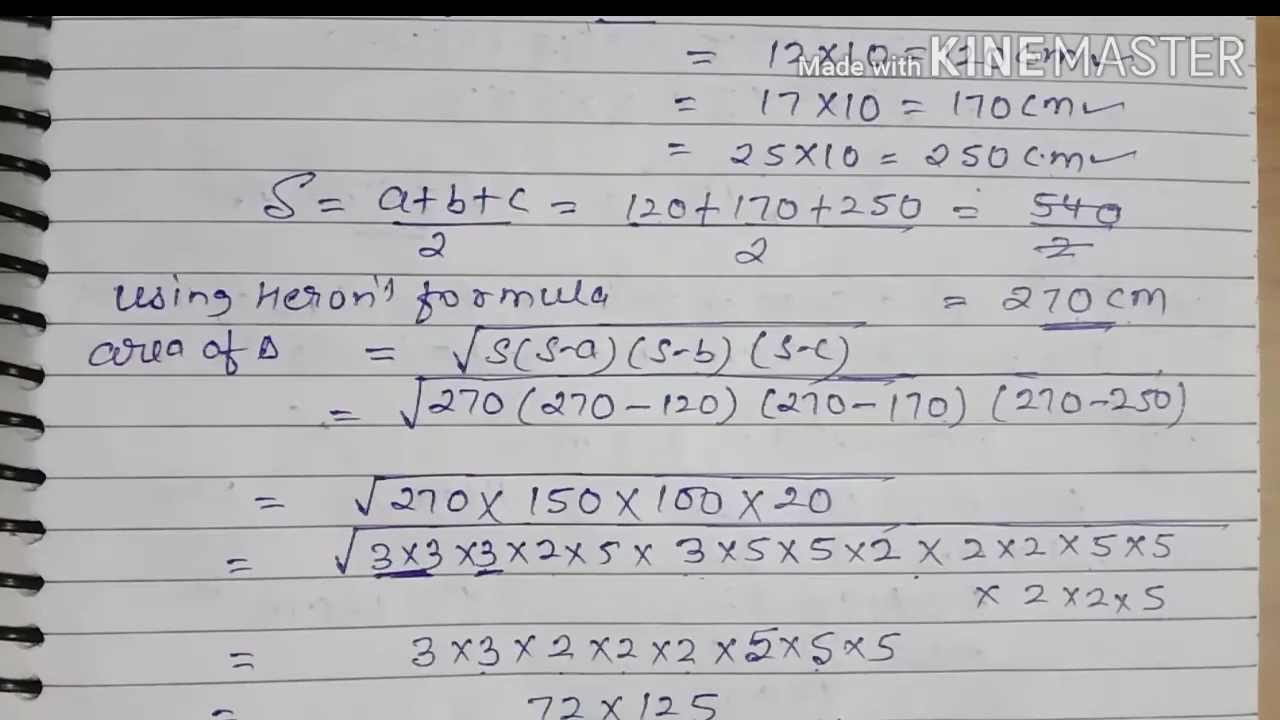 = 12×10 = 120 cm
Made with KINEMASTER
= 17×10 = 170 cm
= 25×10 = 250 c.m
S = a+b+c/2 = 120+170+250/2 = 540/2
using Heron's formula = 270 cm
area of Δ = √s(s-a)(s-b)(s-c)
= √270(270-120)(270-170)(270-250)
= √270×150×100×20
= √3×3×3×2×5×3×5×5×2×2×2×5×5
×2×2×5
= 3×3×2×2×2×5×5×5
= 72×125